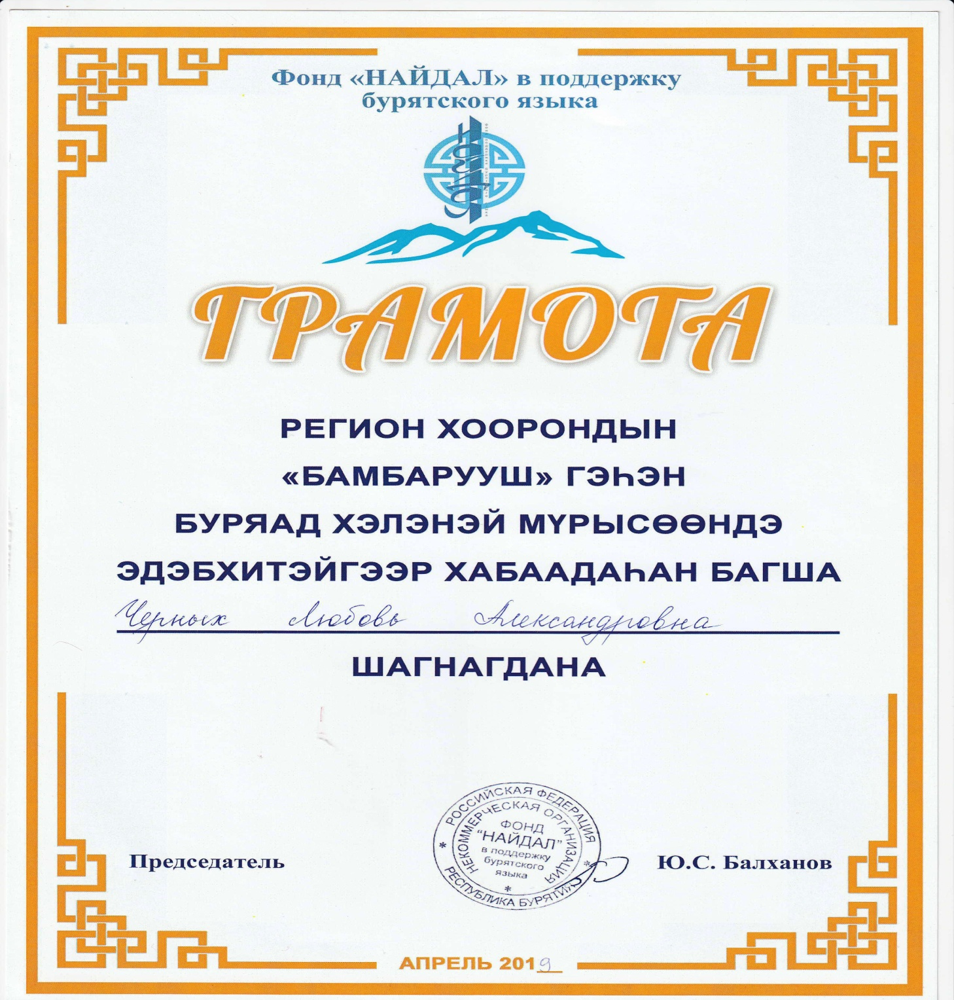 Фонд «НАЙДАЛ» в поддержку
бурятского языка
ГРАМОТА
РЕГИОН ХООРОНДЫН
«БАМБАРУУШ» ГЭҺЭН
БУРЯАД ХЭЛЭНЭЙ МҮРЫСӨӨНДЭ
ЭДЭБХИТЭЙГЭЭР ХАБААДАҺАН БАГША
Черных Любовь Александровна
ШАГНАГДАНА
РОССИЙСКАЯ ФЕДЕРАЦИЯ
НЕКОММЕРЧЕСКАЯ ОРГАНИЗАЦИЯ
ФОНД
"НАЙДАЛ"
в поддержку
бурятского
языка
РЕСПУБЛИКА БУРЯТИЯ
Председатель
Ю.С. Балханов
АПРЕЛЬ 2019